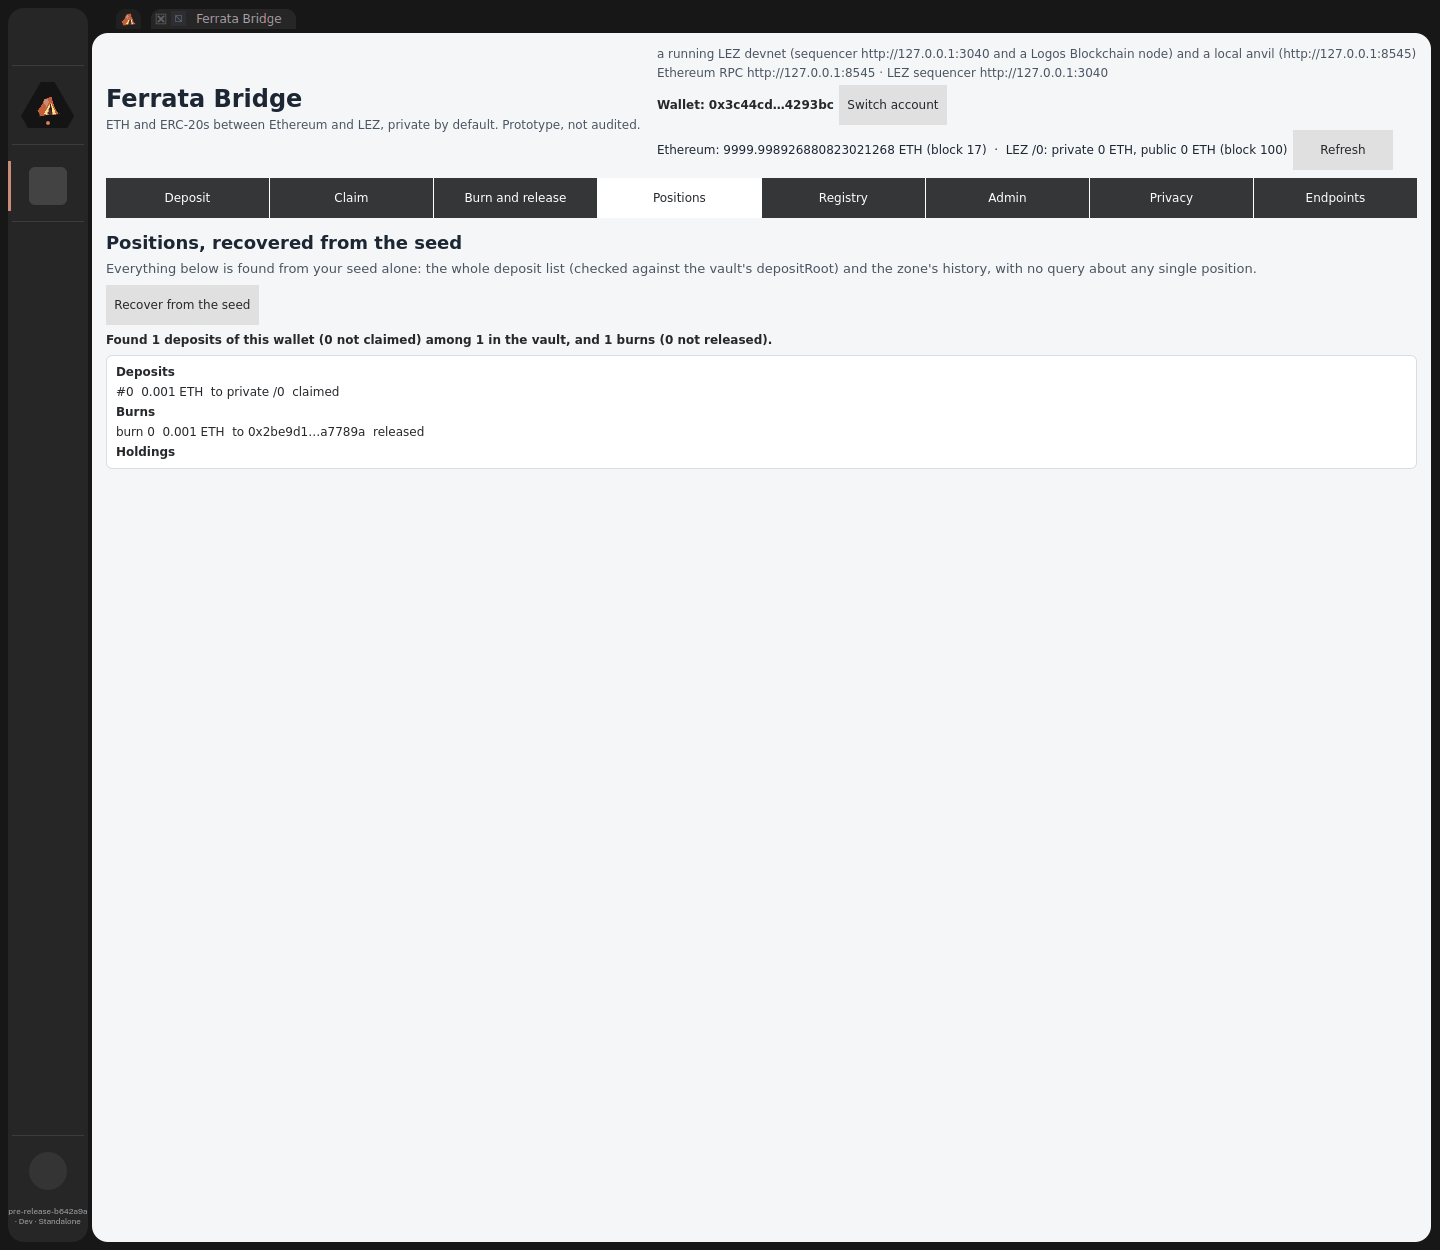 Ferrata Bridge
a running LEZ devnet (sequencer http://127.0.0.1:3040 and a Logos Blockchain node) and a local anvil (http://127.0.0.1:8545)
Ethereum RPC http://127.0.0.1:8545 · LEZ sequencer http://127.0.0.1:3040
Ferrata Bridge
ETH and ERC-20s between Ethereum and LEZ, private by default. Prototype, not audited.
Wallet: 0x3c44cd…4293bc Switch account
Ethereum: 9999.998926880823021268 ETH (block 17) · LEZ /0: private 0 ETH, public 0 ETH (block 100) Refresh
Deposit Claim Burn and release Positions Registry Admin Privacy Endpoints
Positions, recovered from the seed
Everything below is found from your seed alone: the whole deposit list (checked against the vault's depositRoot) and the zone's history, with no query about any single position.
Recover from the seed
Found 1 deposits of this wallet (0 not claimed) among 1 in the vault, and 1 burns (0 not released).
Deposits
#0 0.001 ETH to private /0 claimed
Burns
burn 0 0.001 ETH to 0x2be9d1…a7789a released
Holdings
pre-release-b642a9a
· Dev · Standalone